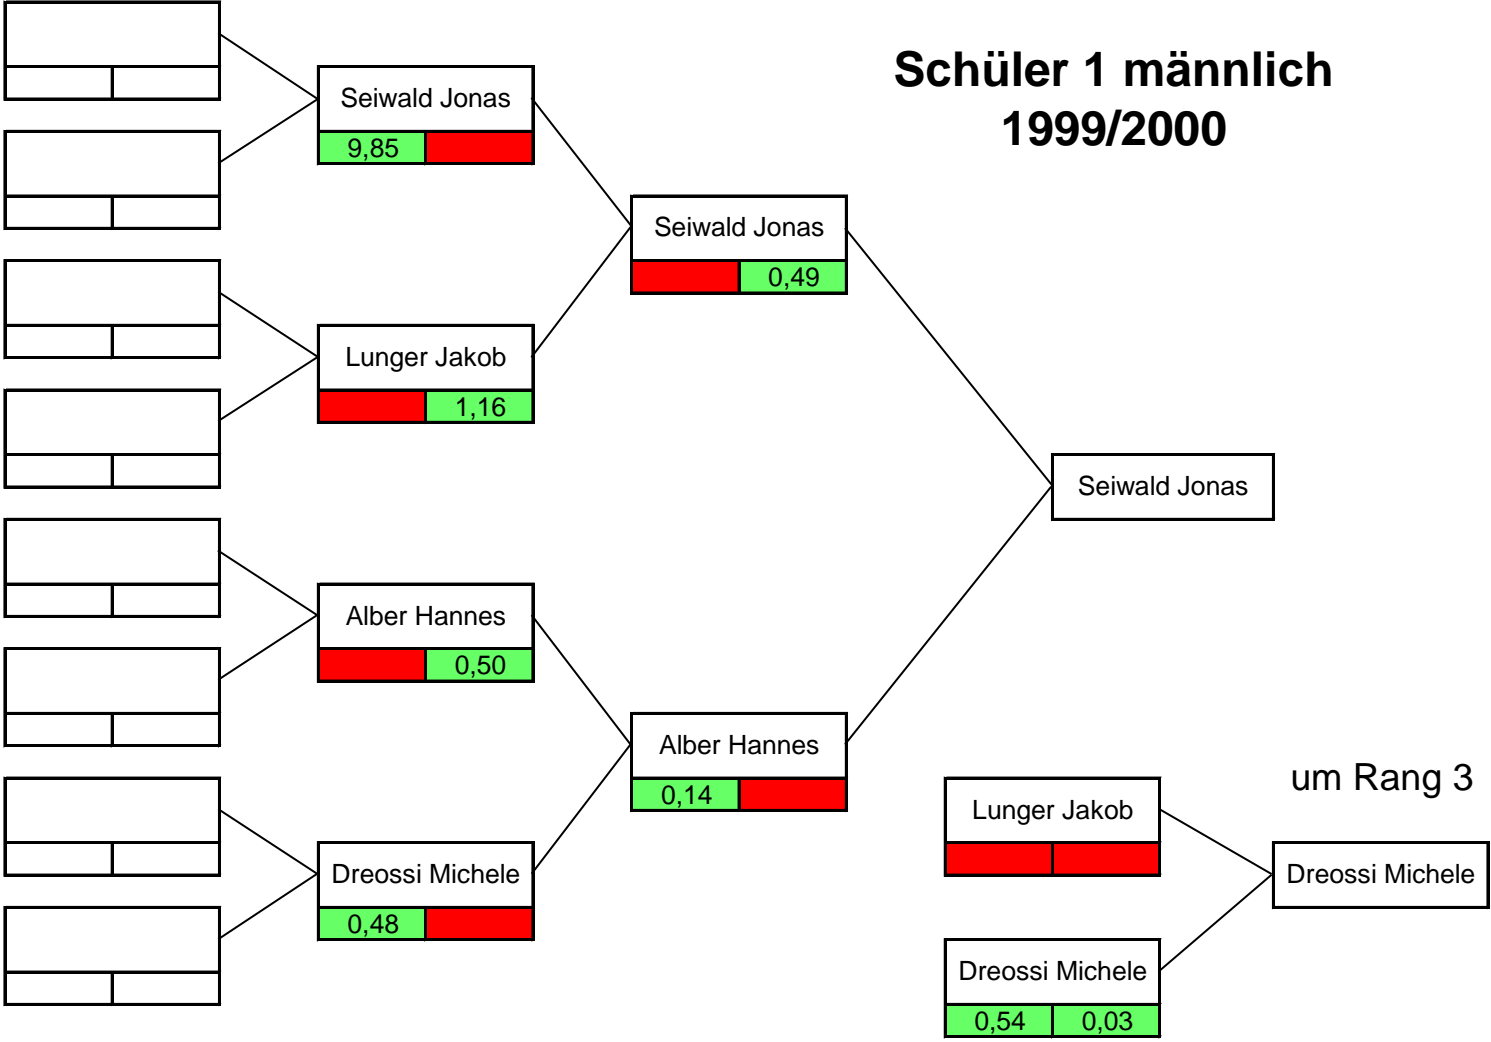 Schüler 1 männlich
1999/2000
Seiwald Jonas
9,85
Seiwald Jonas
0,49
Lunger Jakob
1,16
Seiwald Jonas
Alber Hannes
0,50
Alber Hannes
0,14
um Rang 3
Lunger Jakob
Dreossi Michele
0,48
Dreossi Michele
Dreossi Michele
0,54 0,03